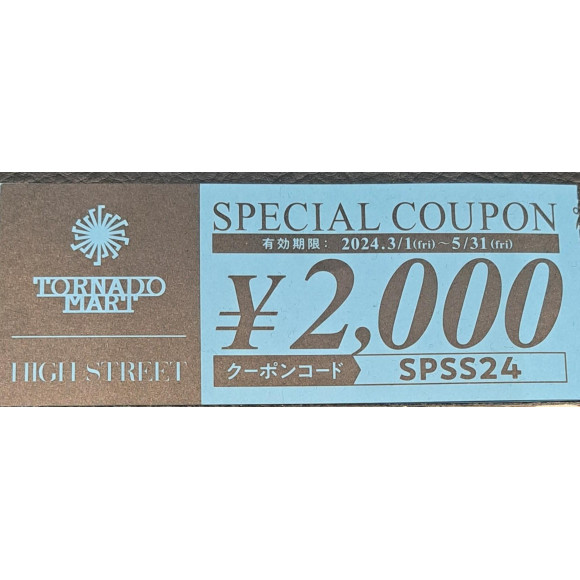 TORNADO
MART
HIGH STREET
SPECIAL COUPON
有効期限： 2024.3/1(fri)～5/31(fri)
¥2,000
クーポンコード SPSS24